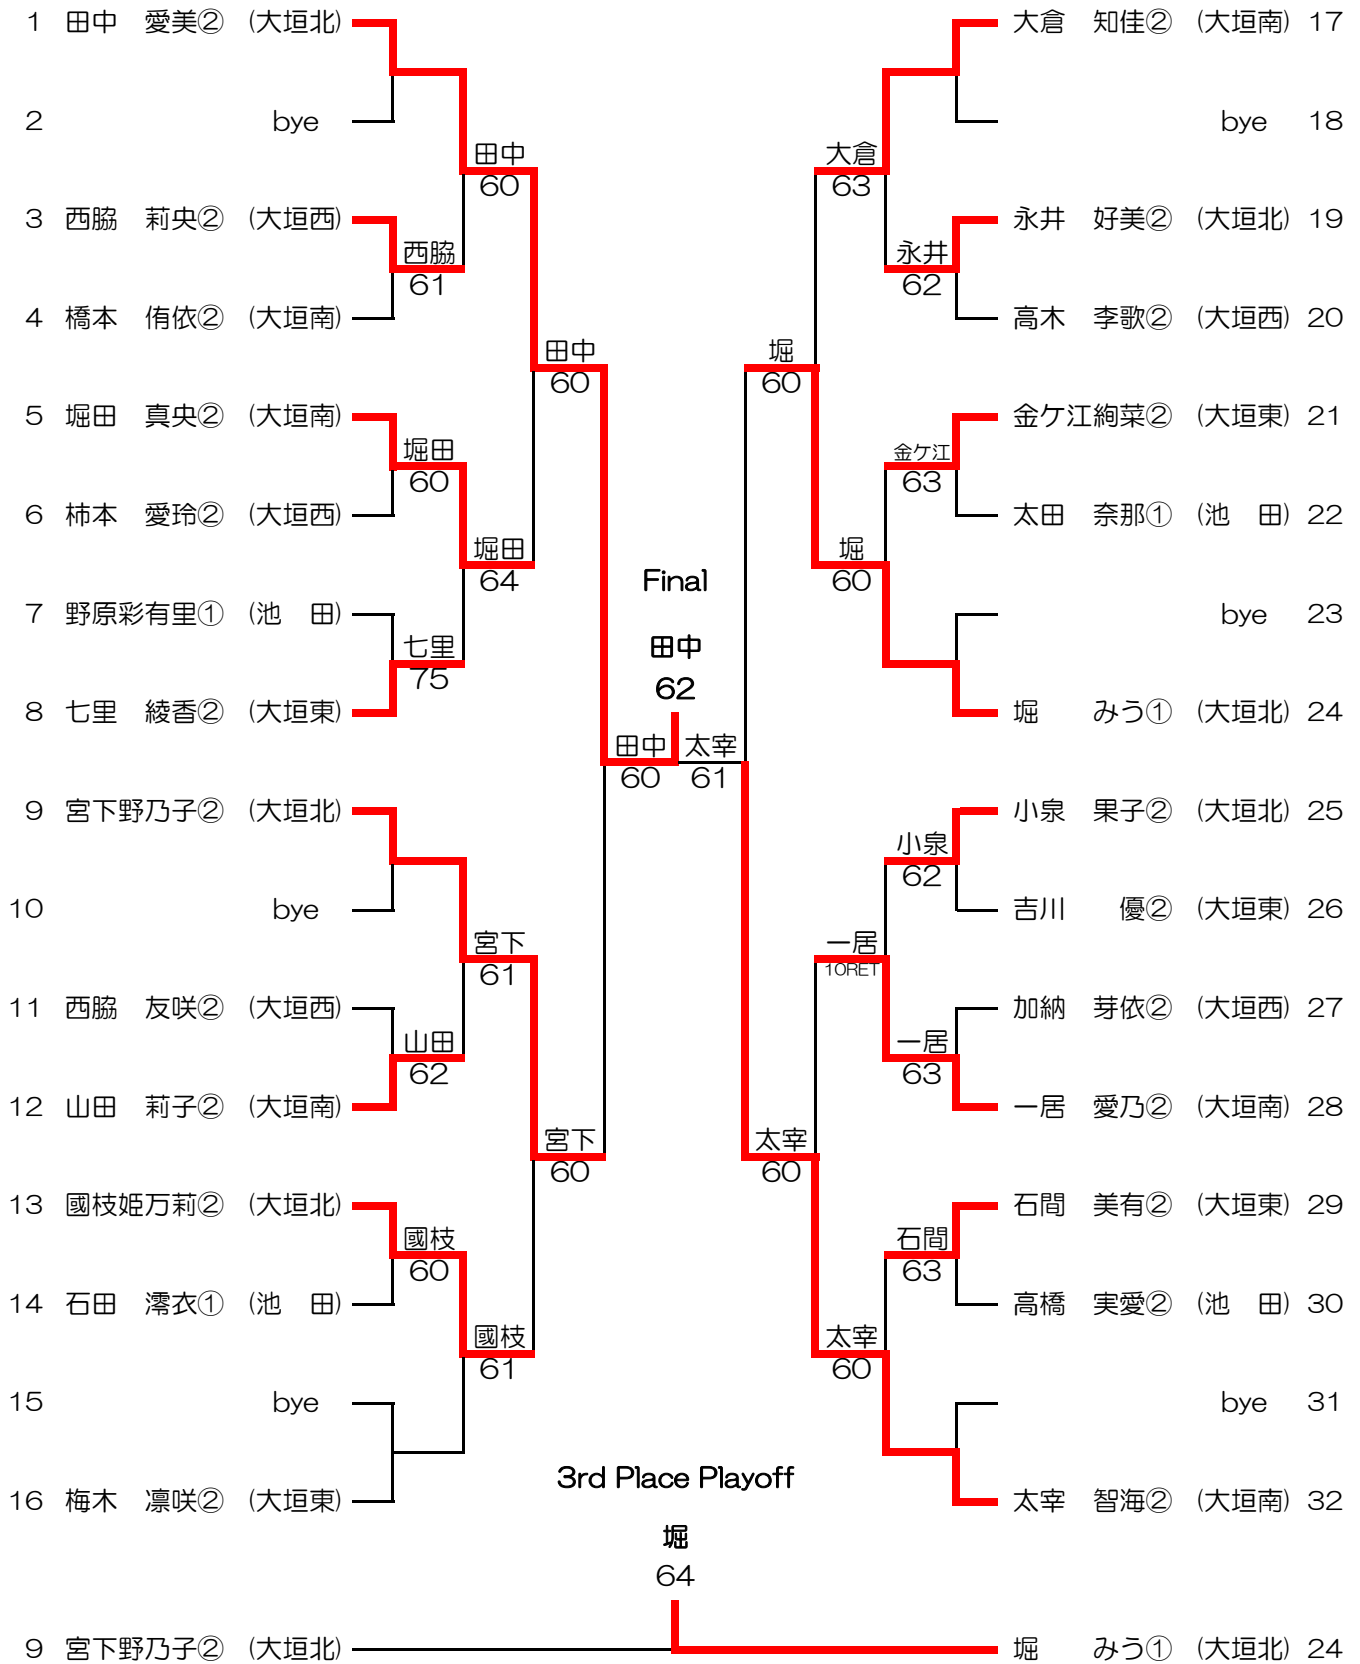 1 田中　愛美② (大垣北)
大倉　知佳② (大垣南) 17
2 bye
bye 18
田中
60
大倉
63
3 西脇　莉央② (大垣西)
永井　好美② (大垣北) 19
西脇
61
永井
62
4 橋本　侑依② (大垣南)
高木　李歌② (大垣西) 20
田中
60
堀
60
5 堀田　真央② (大垣南)
金ケ江絢菜② (大垣東) 21
堀田
60
金ケ江
63
6 柿本　愛玲② (大垣西)
太田　奈那① (池　田) 22
堀田
64
堀
60
Final
7 野原彩有里① (池　田)
bye 23
七里
75
田中
62
8 七里　綾香② (大垣東)
堀　　みう① (大垣北) 24
田中
60
太宰
61
9 宮下野乃子② (大垣北)
小泉　果子② (大垣北) 25
小泉
62
10 bye
吉川　　優② (大垣東) 26
宮下
61
一居
10RET
11 西脇　友咲② (大垣西)
加納　芽依② (大垣西) 27
山田
62
一居
63
12 山田　莉子② (大垣南)
一居　愛乃② (大垣南) 28
宮下
60
太宰
60
13 國枝姫万莉② (大垣北)
石間　美有② (大垣東) 29
國枝
60
石間
63
14 石田　澪衣① (池　田)
高橋　実愛② (池　田) 30
國枝
61
太宰
60
15 bye
bye 31
3rd Place Playoff
16 梅木　凛咲② (大垣東)
太宰　智海② (大垣南) 32
堀
64
9 宮下野乃子② (大垣北)
堀　　みう① (大垣北) 24